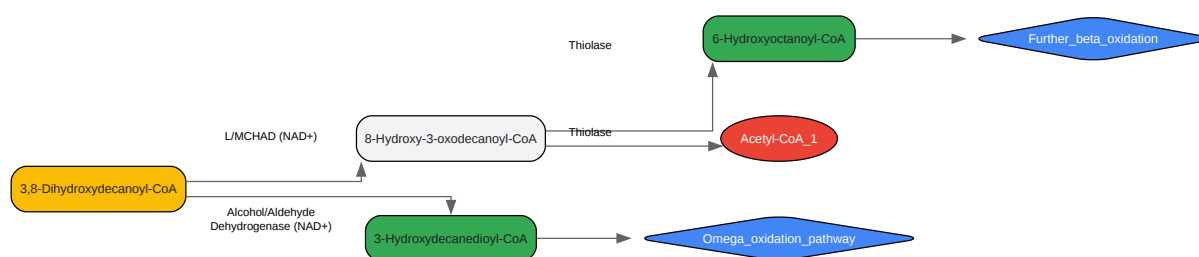 Thiolase
6-Hydroxyoctanoyl-CoA
Further_beta_oxidation
L/MCHAD (NAD+)
8-Hydroxy-3-oxodecanoyl-CoA
Thiolase
Acetyl-CoA_1
3,8-Dihydroxydecanoyl-CoA
Alcohol/Aldehyde
Dehydrogenase (NAD+)
3-Hydroxydecanedioyl-CoA
Omega_oxidation_pathway